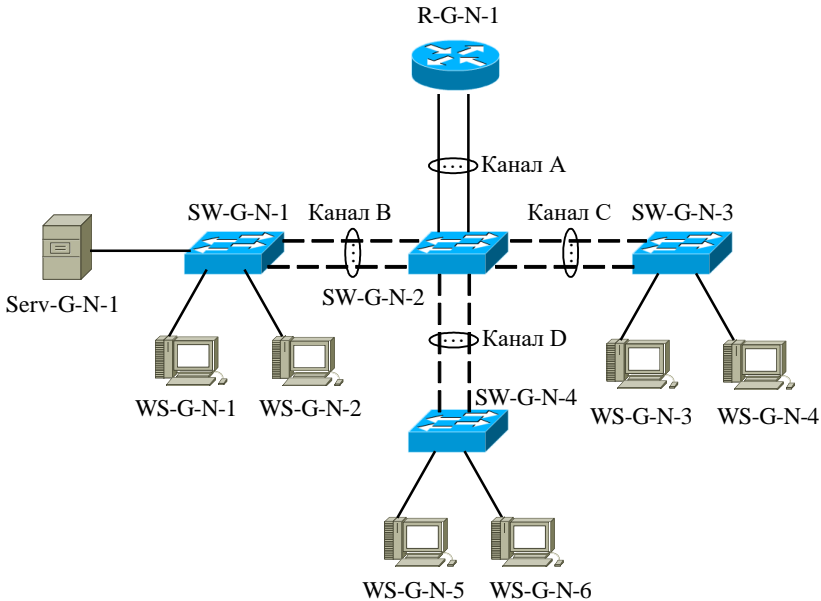 R-G-N-1
Канал A
SW-G-N-1
Канал B
Канал C
SW-G-N-3
Serv-G-N-1
SW-G-N-2
Канал D
WS-G-N-1
WS-G-N-2
SW-G-N-4
WS-G-N-3
WS-G-N-4
WS-G-N-5
WS-G-N-6